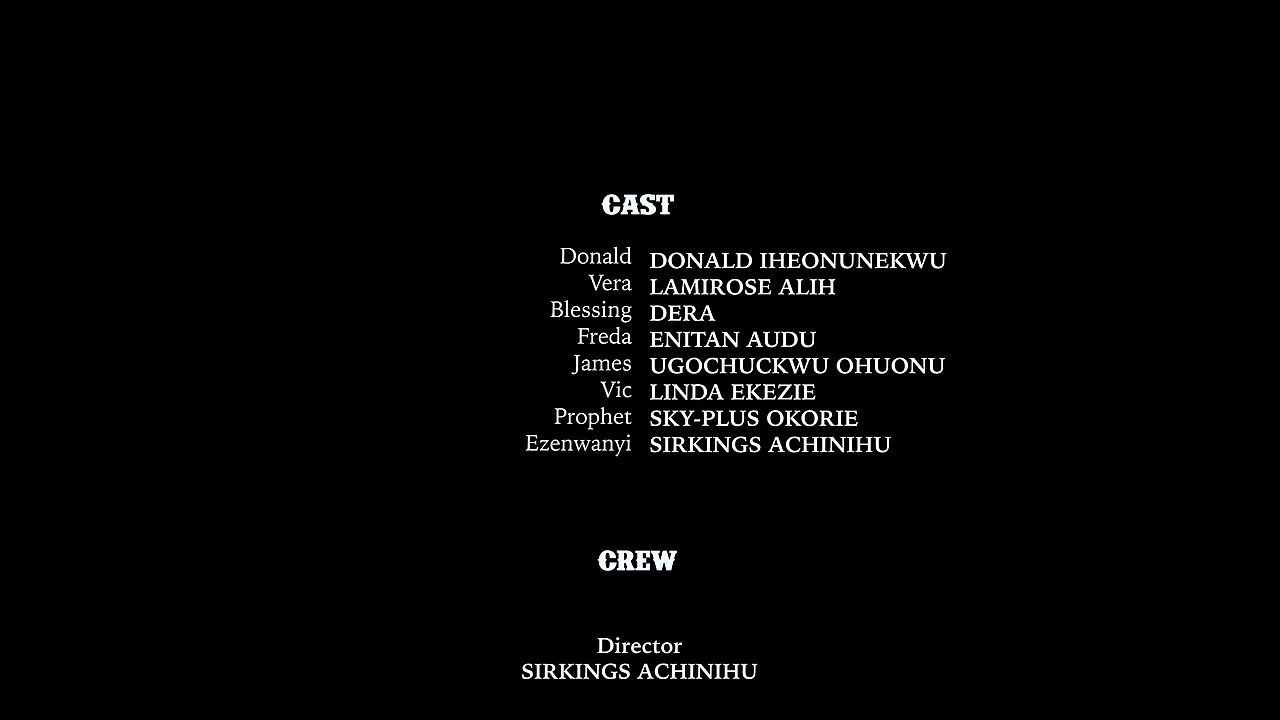 CAST
Donald DONALD IHEONUNEKWU
Vera LAMIROSE ALIH
Blessing DERA
Freda ENITAN AUDU
James UGOCHUCKWU OHUONU
Vic LINDA EKEZIE
Prophet SKY-PLUS OKORIE
Ezenwanyi SIRKINGS ACHINIHU
CREW
Director
SIRKINGS ACHINIHU